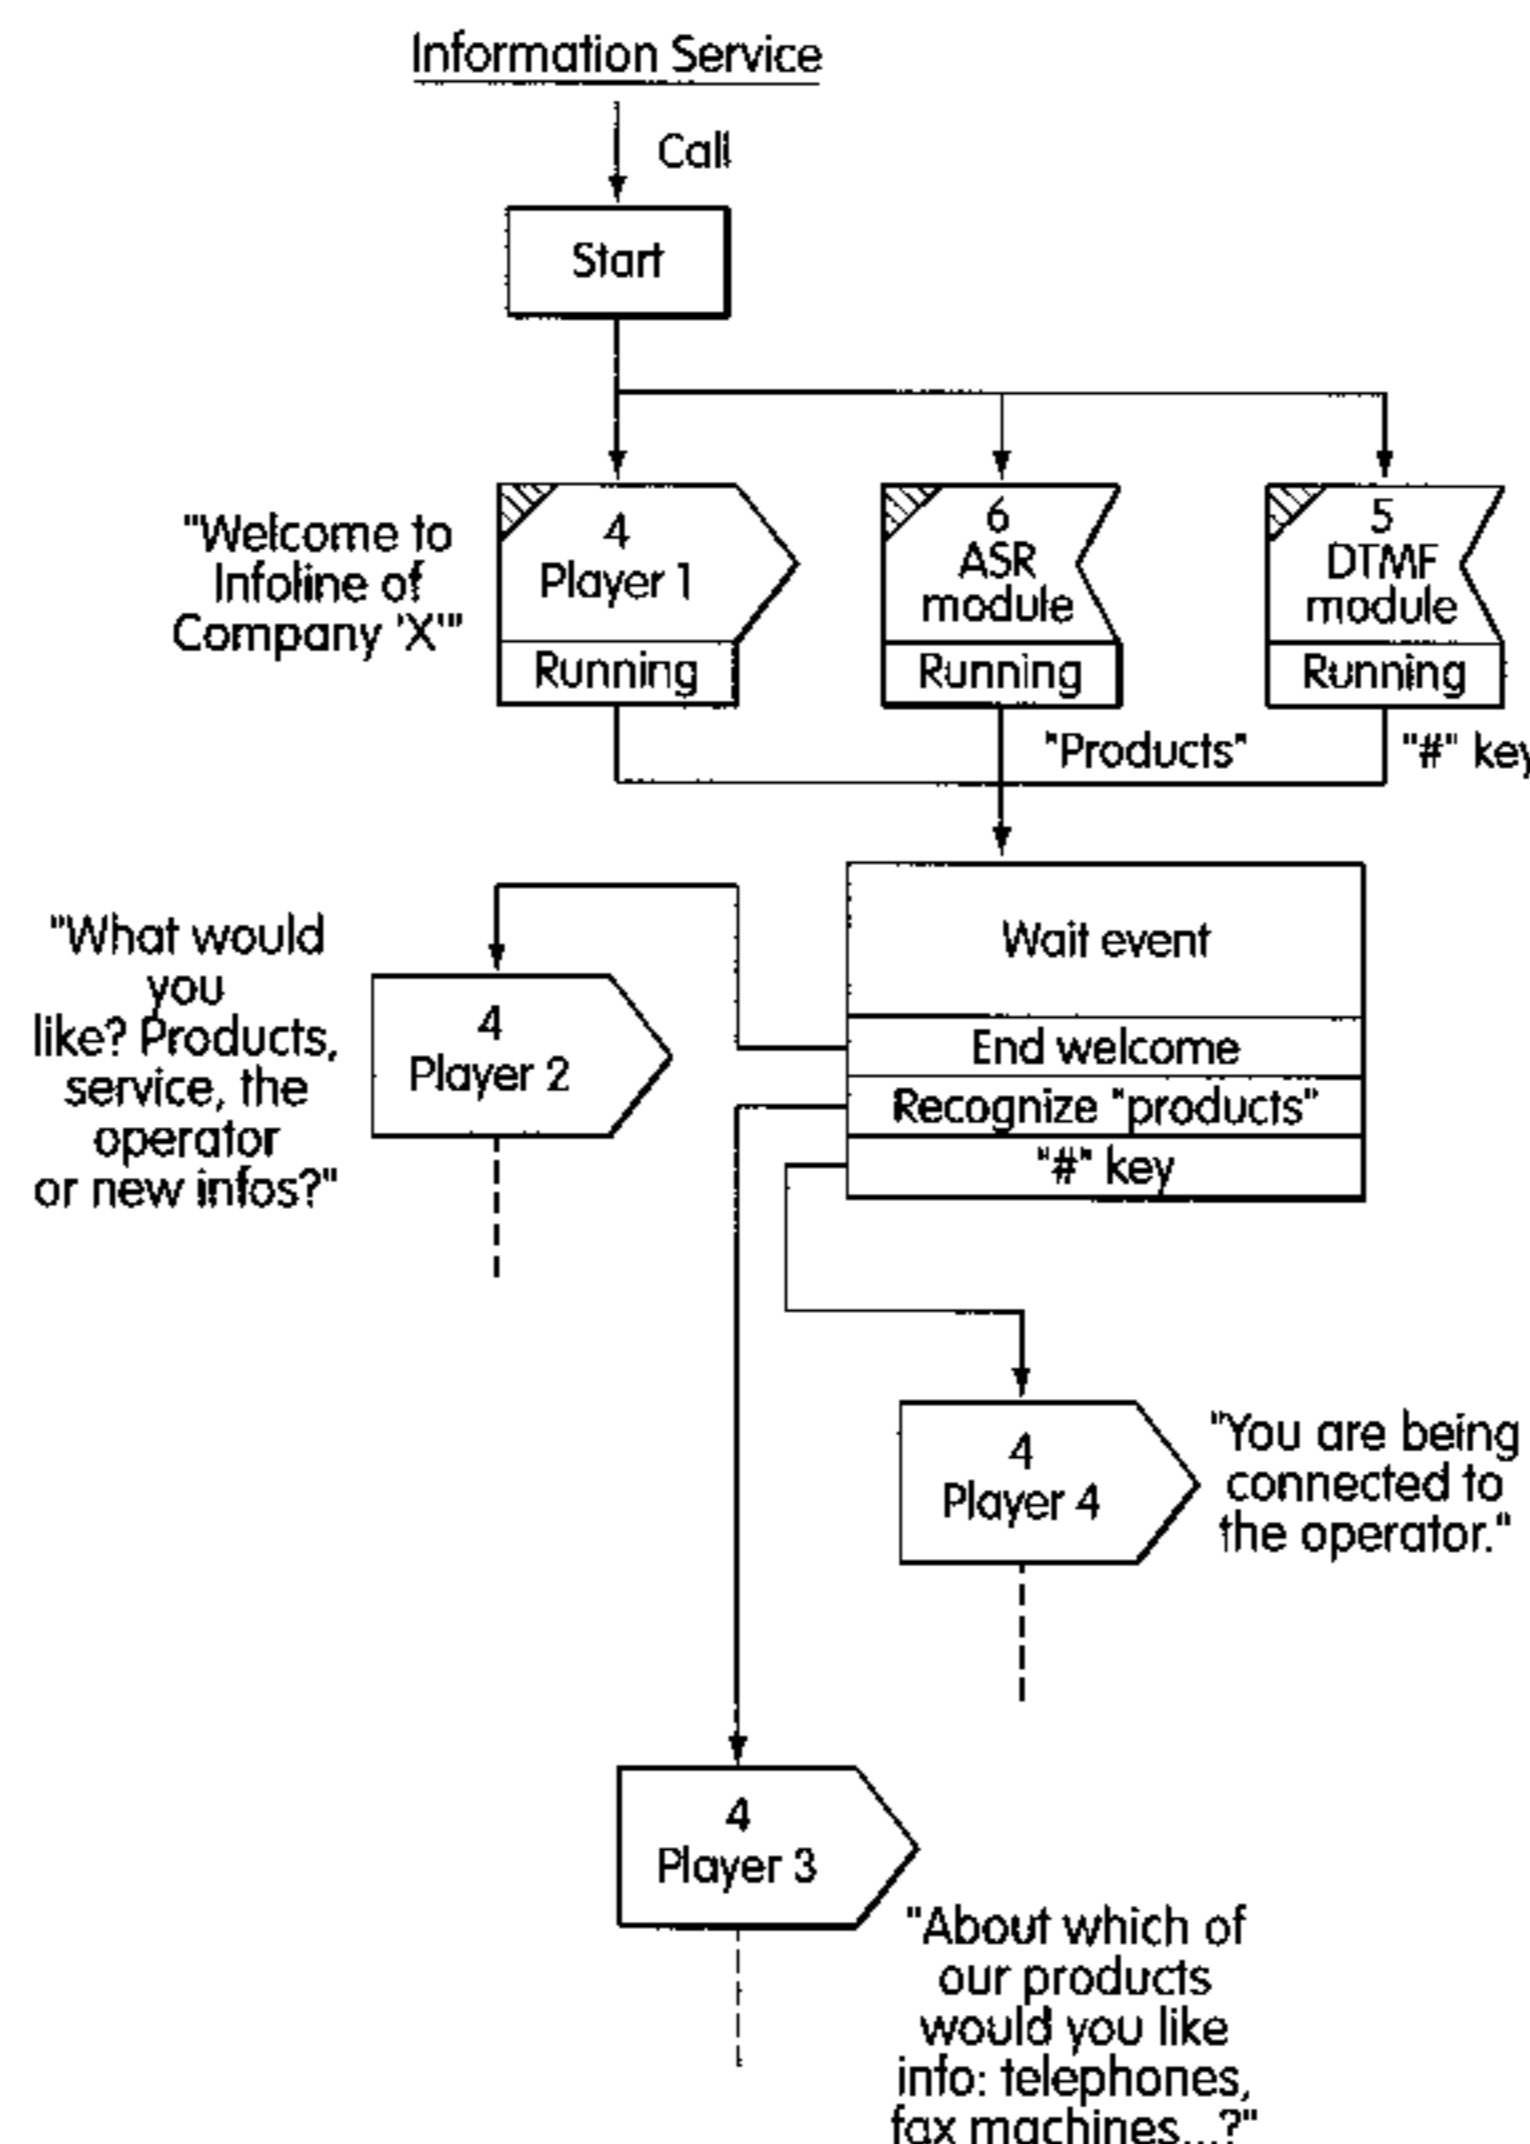 Information Service
Call
Start
"Welcome to
Infoline of
Company 'X'"
4
Player 1
Running
6
ASR
module
Running
5
DTMF
module
Running
"Products"
"#" key
Wait event
End welcome
Recognize "products"
"#" key
"What would
you
like? Products,
service, the
operator
or new infos?"
4
Player 2
4
Player 4
"You are being
connected to
the operator."
4
Player 3
"About which of
our products
would you like
info: telephones,
fax machines...?"